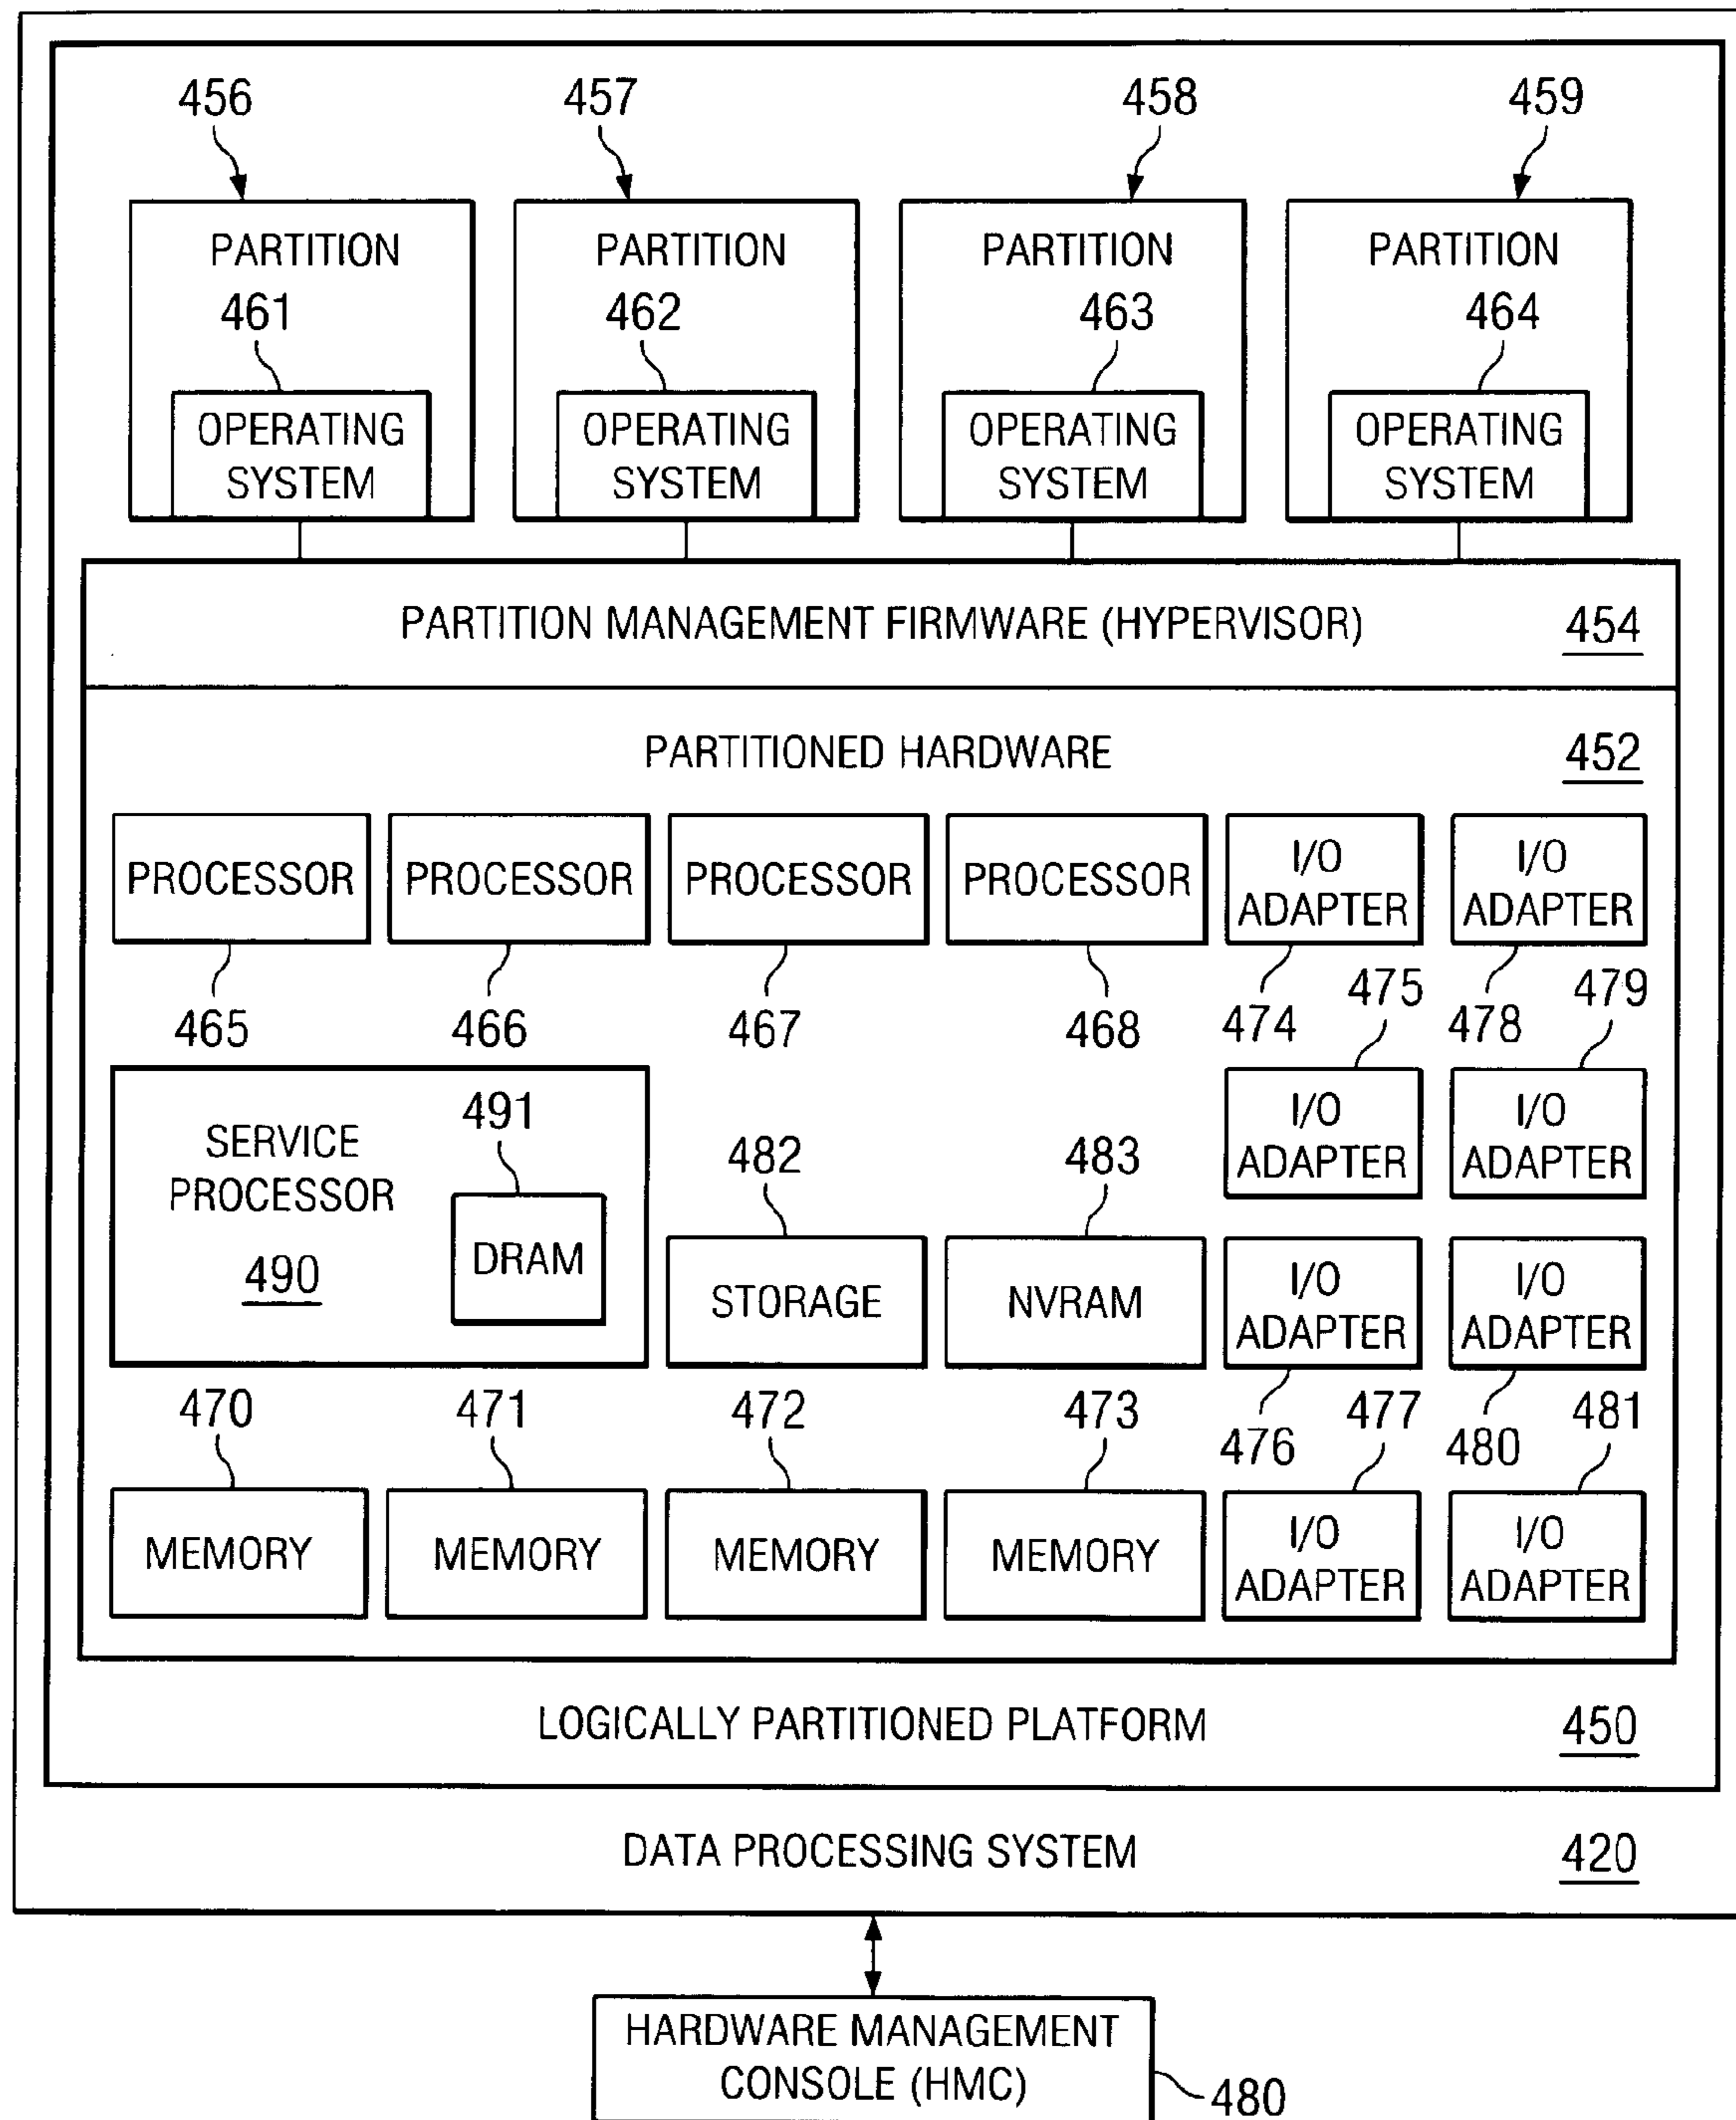 456 457 458 459
PARTITION PARTITION PARTITION PARTITION
461 462 463 464
OPERATING OPERATING OPERATING OPERATING
SYSTEM SYSTEM SYSTEM SYSTEM
PARTITION MANAGEMENT FIRMWARE (HYPERVISOR) 454
PARTITIONED HARDWARE 452
PROCESSOR PROCESSOR PROCESSOR PROCESSOR
I/O
ADAPTER
I/O
ADAPTER
465 466 467 468 474 475 478 479
SERVICE
PROCESSOR
490
491
DRAM
482
STORAGE
483
NVRAM
I/O
ADAPTER
I/O
ADAPTER
I/O
ADAPTER
I/O
ADAPTER
470 471 472 473 476 477 480 481
MEMORY MEMORY MEMORY MEMORY
I/O
ADAPTER
I/O
ADAPTER
LOGICALLY PARTITIONED PLATFORM 450
DATA PROCESSING SYSTEM 420
HARDWARE MANAGEMENT
CONSOLE (HMC)
480